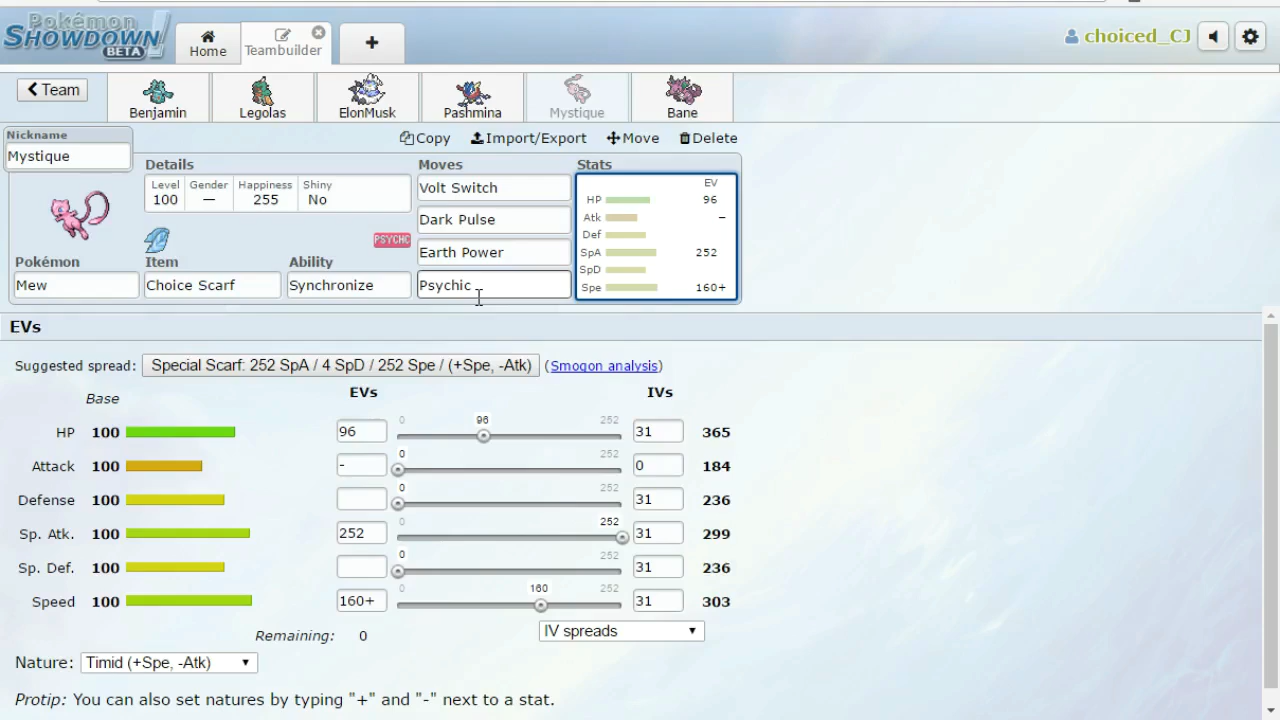 Pokémon
SHOWDOWN!
BETA
Home
Teambuilder
+
choiced_CJ
Team
Benjamin
Legolas
ElonMusk
Pashmina
Mystique
Bane
Copy Import/Export Move Delete
Nickname
Mystique
Details
Level Gender Happiness Shiny
100 — 255 No
PSYCHC
Pokémon Item Ability
Mew Choice Scarf Synchronize
Moves
Volt Switch
Dark Pulse
Earth Power
Psychic
Stats
EV
HP 96
Atk –
Def
SpA 252
SpD
Spe 160+
EVs
Suggested spread: Special Scarf: 252 SpA / 4 SpD / 252 Spe / (+Spe, -Atk) (Smogon analysis)
Base EVs IVs
HP 100 96 0 96 252 31 365
Attack 100 - 0 252 0 184
Defense 100 0 252 31 236
Sp. Atk. 100 252 0 252 31 299
Sp. Def. 100 0 252 31 236
Speed 100 160+ 0 160 252 31 303
Remaining: 0 IV spreads
Nature: Timid (+Spe, -Atk)
Protip: You can also set natures by typing "+" and "-" next to a stat.